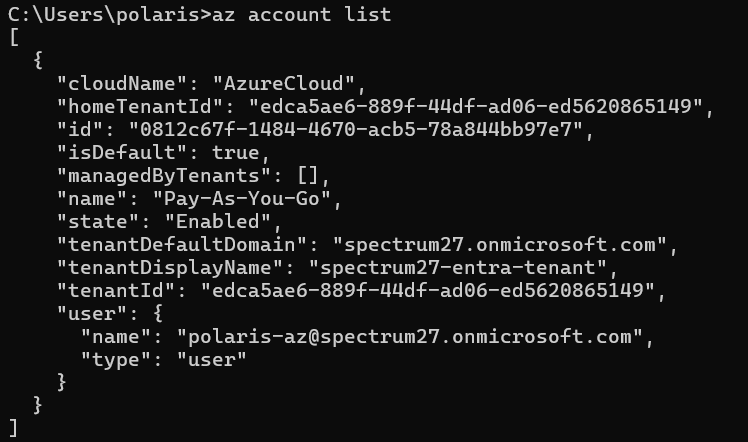 C:\Users\polaris>az account list
[
  {
    "cloudName": "AzureCloud",
    "homeTenantId": "edca5ae6-889f-44df-ad06-ed5620865149",
    "id": "0812c67f-1484-4670-acb5-78a844bb97e7",
    "isDefault": true,
    "managedByTenants": [],
    "name": "Pay-As-You-Go",
    "state": "Enabled",
    "tenantDefaultDomain": "spectrum27.onmicrosoft.com",
    "tenantDisplayName": "spectrum27-entra-tenant",
    "tenantId": "edca5ae6-889f-44df-ad06-ed5620865149",
    "user": {
      "name": "polaris-az@spectrum27.onmicrosoft.com",
      "type": "user"
    }
  }
]